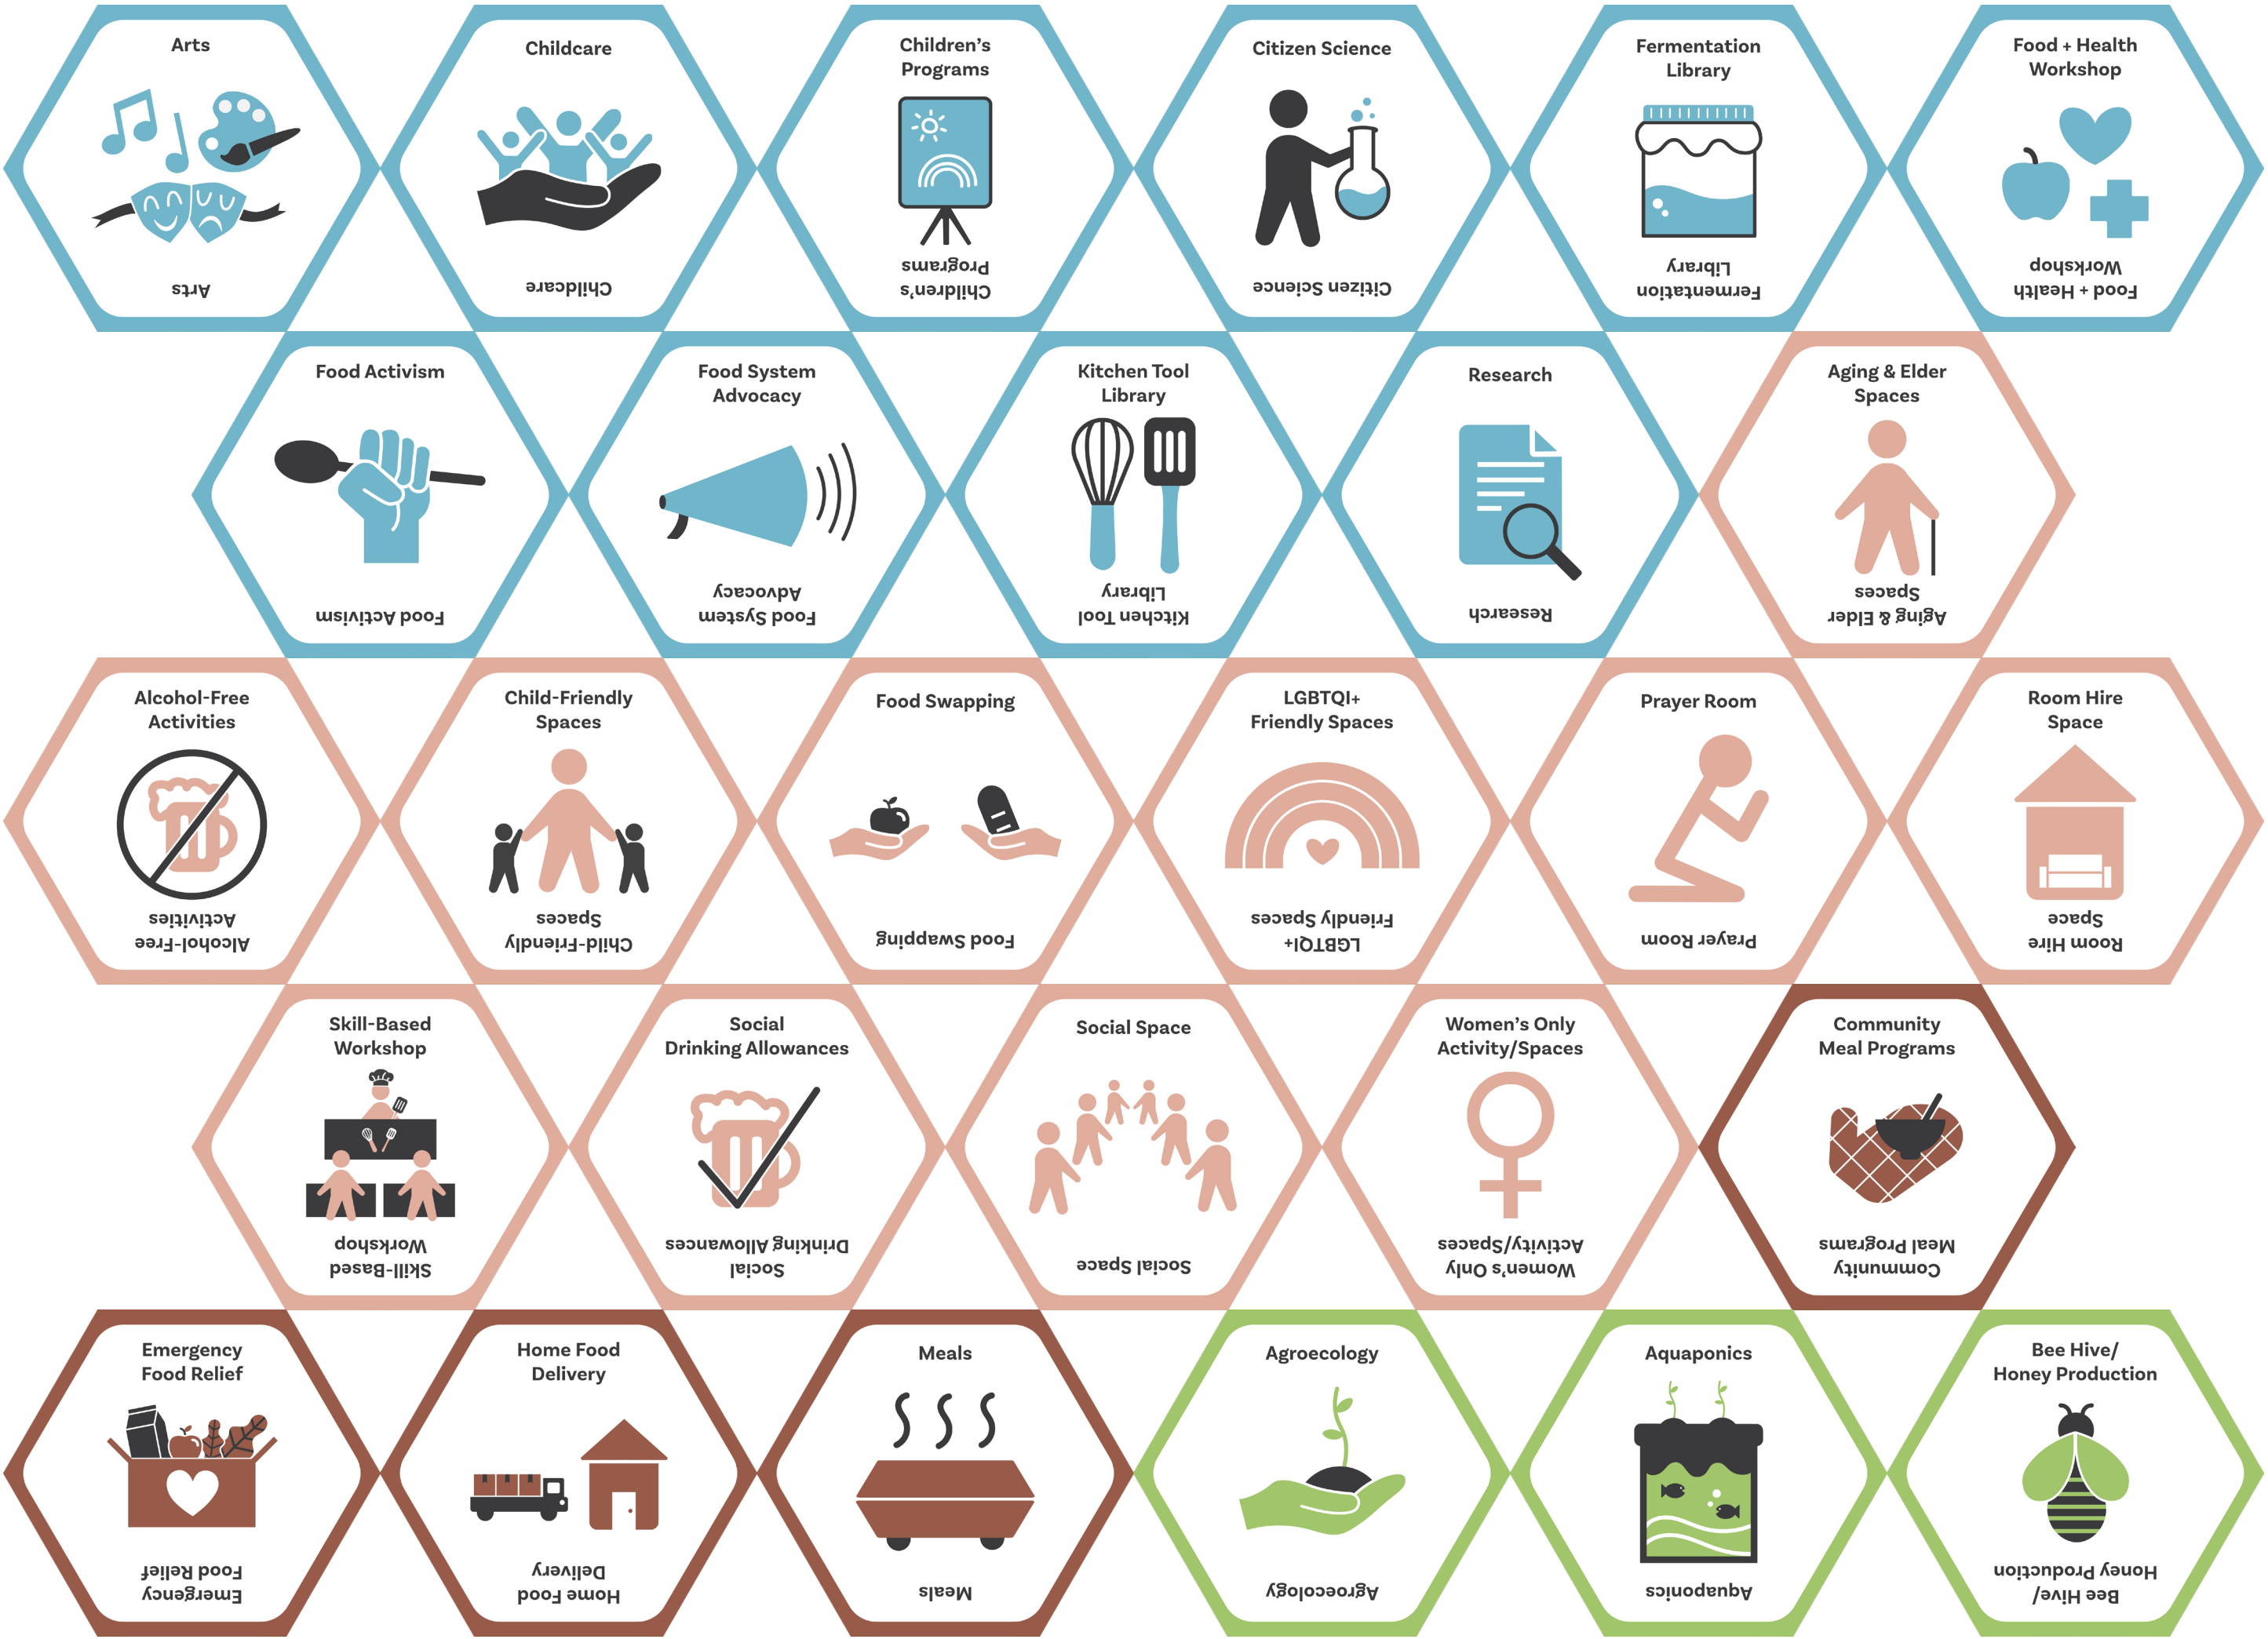 Arts
Arts
Childcare
Childcare
Children's
Programs
Children's
Programs
Citizen Science
Citizen Science
Fermentation
Library
Fermentation
Library
Food + Health
Workshop
Food + Health
Workshop
Food Activism
Food Activism
Food System
Advocacy
Food System
Advocacy
Kitchen Tool
Library
Kitchen Tool
Library
Research
Research
Aging & Elder
Spaces
Aging & Elder
Spaces
Alcohol-Free
Activities
Alcohol-Free
Activities
Child-Friendly
Spaces
Child-Friendly
Spaces
Food Swapping
Food Swapping
LGBTQI+
Friendly Spaces
LGBTQI+
Friendly Spaces
Prayer Room
Prayer Room
Room Hire
Space
Room Hire
Space
Skill-Based
Workshop
Skill-Based
Workshop
Social
Drinking Allowances
Social
Drinking Allowances
Social Space
Social Space
Women's Only
Activity/Spaces
Women's Only
Activity/Spaces
Community
Meal Programs
Community
Meal Programs
Emergency
Food Relief
Emergency
Food Relief
Home Food
Delivery
Home Food
Delivery
Meals
Meals
Agroecology
Agroecology
Aquaponics
Aquaponics
Bee Hive/
Honey Production
Bee Hive/
Honey Production